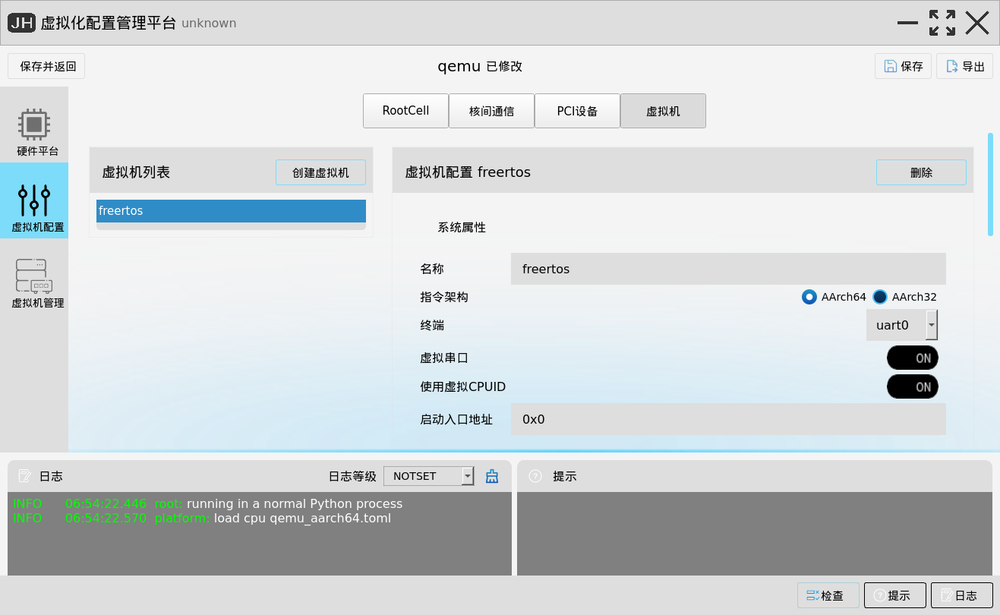 JH 虚拟化配置管理平台 unknown
保存并返回 qemu 已修改 保存 导出
RootCell 核间通信 PCI设备 虚拟机
硬件平台
虚拟机配置
虚拟机管理
虚拟机列表 创建虚拟机
freertos
虚拟机配置 freertos 删除
系统属性
名称 freertos
指令架构 AArch64 AArch32
终端 uart0
虚拟串口 ON
使用虚拟CPUID ON
启动入口地址 0x0
日志 日志等级 NOTSET
INFO 06:54:22.446 root: running in a normal Python process
INFO 06:54:22.570 platform: load cpu qemu_aarch64.toml
提示
检查 提示 日志